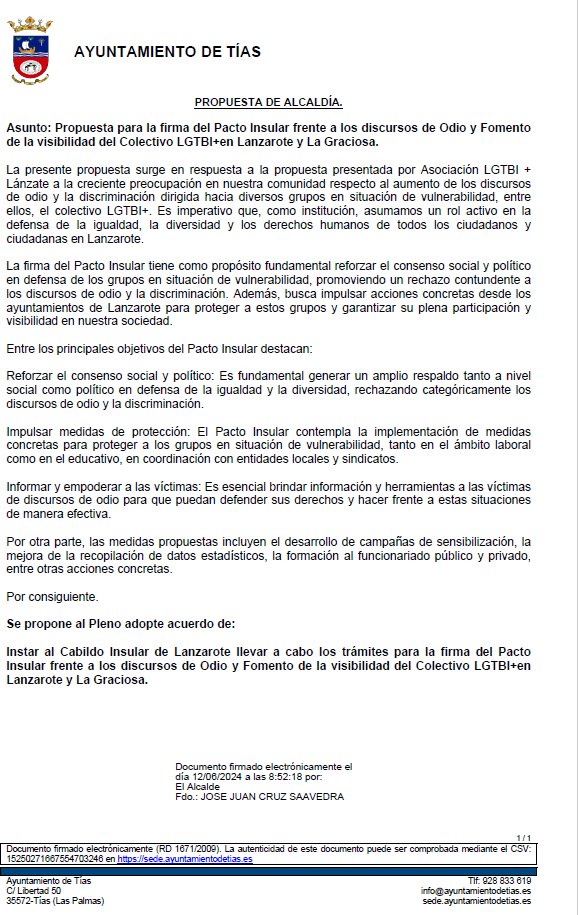 AYUNTAMIENTO DE TÍAS
PROPUESTA DE ALCALDÍA.
Asunto: Propuesta para la firma del Pacto Insular frente a los discursos de Odio y Fomento
de la visibilidad del Colectivo LGTBI+en Lanzarote y La Graciosa.
La presente propuesta surge en respuesta a la propuesta presentada por Asociación LGTBI +
Lánzate a la creciente preocupación en nuestra comunidad respecto al aumento de los discursos
de odio y la discriminación dirigida hacia diversos grupos en situación de vulnerabilidad, entre
ellos, el colectivo LGTBI+. Es imperativo que, como institución, asumamos un rol activo en la
defensa de la igualdad, la diversidad y los derechos humanos de todos los ciudadanos y
ciudadanas en Lanzarote.
La firma del Pacto Insular tiene como propósito fundamental reforzar el consenso social y político
en defensa de los grupos en situación de vulnerabilidad, promoviendo un rechazo contundente a
los discursos de odio y la discriminación. Además, busca impulsar acciones concretas desde los
ayuntamientos de Lanzarote para proteger a estos grupos y garantizar su plena participación y
visibilidad en nuestra sociedad.
Entre los principales objetivos del Pacto Insular destacan:
Reforzar el consenso social y político: Es fundamental generar un amplio respaldo tanto a nivel
social como político en defensa de la igualdad y la diversidad, rechazando categóricamente los
discursos de odio y la discriminación.
Impulsar medidas de protección: El Pacto Insular contempla la implementación de medidas
concretas para proteger a los grupos en situación de vulnerabilidad, tanto en el ámbito laboral
como en el educativo, en coordinación con entidades locales y sindicatos.
Informar y empoderar a las víctimas: Es esencial brindar información y herramientas a las víctimas
de discursos de odio para que puedan defender sus derechos y hacer frente a estas situaciones
de manera efectiva.
Por otra parte, las medidas propuestas incluyen el desarrollo de campañas de sensibilización, la
mejora de la recopilación de datos estadísticos, la formación al funcionariado público y privado,
entre otras acciones concretas.
Por consiguiente.
Se propone al Pleno adopte acuerdo de:
Instar al Cabildo Insular de Lanzarote llevar a cabo los trámites para la firma del Pacto
Insular frente a los discursos de Odio y Fomento de la visibilidad del Colectivo LGTBI+en
Lanzarote y La Graciosa.
Documento firmado electrónicamente el
día 12/06/2024 a las 8:52:18 por:
El Alcalde
Fdo.: JOSE JUAN CRUZ SAAVEDRA
1 / 1
Documento firmado electrónicamente (RD 1671/2009). La autenticidad de este documento puede ser comprobada mediante el CSV:
15250271667554703246 en https://sede.ayuntamientodetias.es
Ayuntamiento de Tías
Tlf: 928 833 619
C/ Libertad 50
info@ayuntamientodetias.es
35572-Tías (Las Palmas)
sede.ayuntamientodetias.es